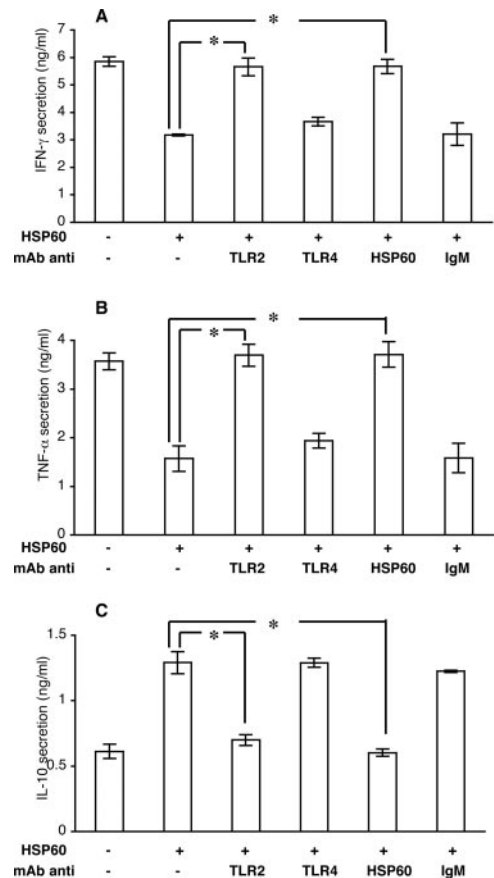 A
IFN-γ secretion (ng/ml)
7
6
5
4
3
2
1
0
*
*
HSP60 - + + + + +
mAb anti - - TLR2 TLR4 HSP60 IgM
B
TNF-α secretion (ng/ml)
4
3
2
1
0
*
*
HSP60 - + + + + +
mAb anti - - TLR2 TLR4 HSP60 IgM
C
IL-10 secretion (ng/ml)
1.5
1
0.5
0
*
*
HSP60 - + + + + +
mAb anti - - TLR2 TLR4 HSP60 IgM